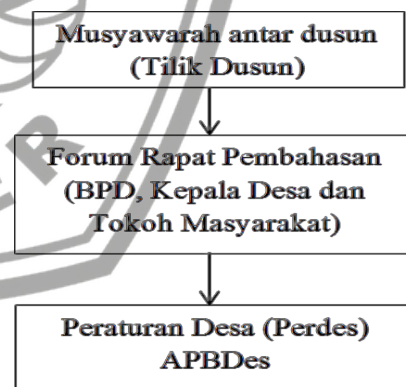 Musyawarah antar dusun
(Tilik Dusun)
Forum Rapat Pembahasan
(BPD, Kepala Desa dan
Tokoh Masyarakat)
Peraturan Desa (Perdes)
APBDes